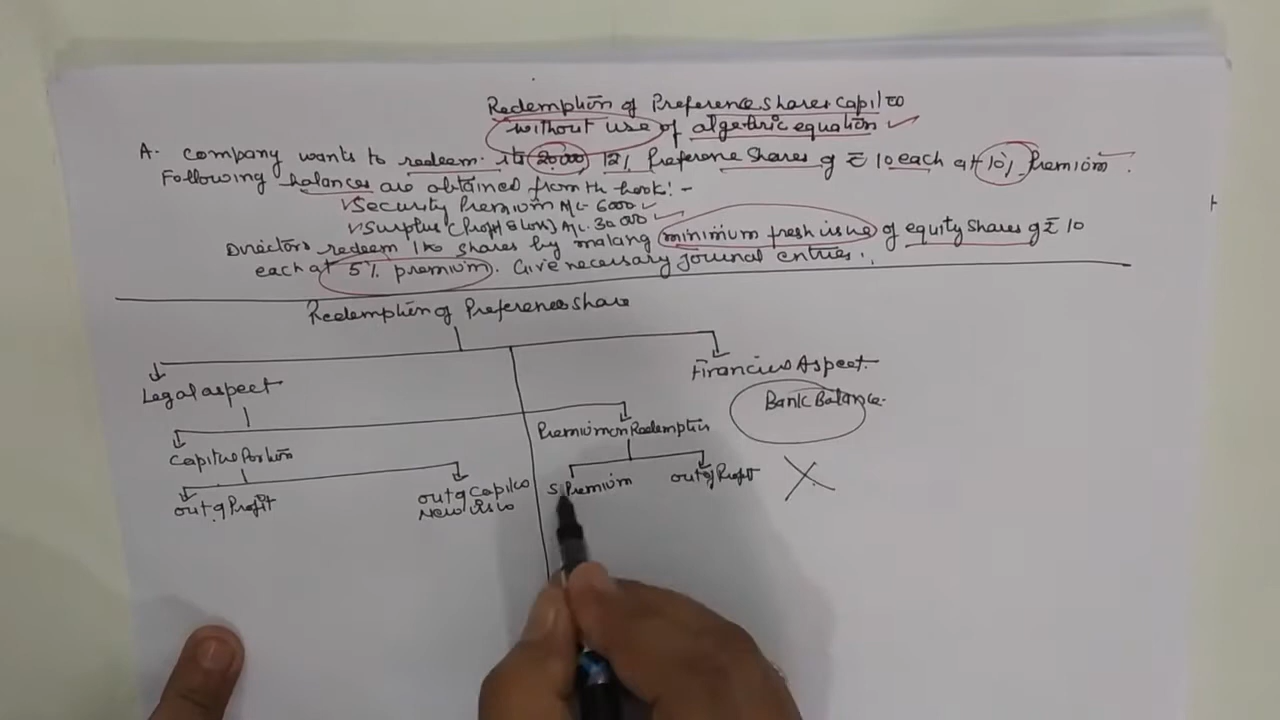 Redemption of Preference shares Capital
without use of algebric equation
A. Company wants to redeem its 20000, 12% Preference Shares of ₹ 10 each at 10% Premium.
Following balances are obtained from the book:-
Security Premium A/c- 6000
Surplus (Profit & Loss) A/c. 30000
Directors redeem the shares by making minimum fresh issue of equity shares of ₹ 10
each at 5% premium. Give necessary journal entries.
Redemption of Preference share
Legal aspect
Financial Aspect.
Bank Balance.
Capital Portion
Premium on Redemption
out of Profit
out of Capital
New Issue
S Premium
out of Profit